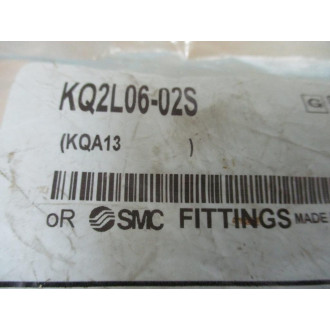 KQ2L06-02S
G
(KQA13 )
oR SMC FITTINGS MADE